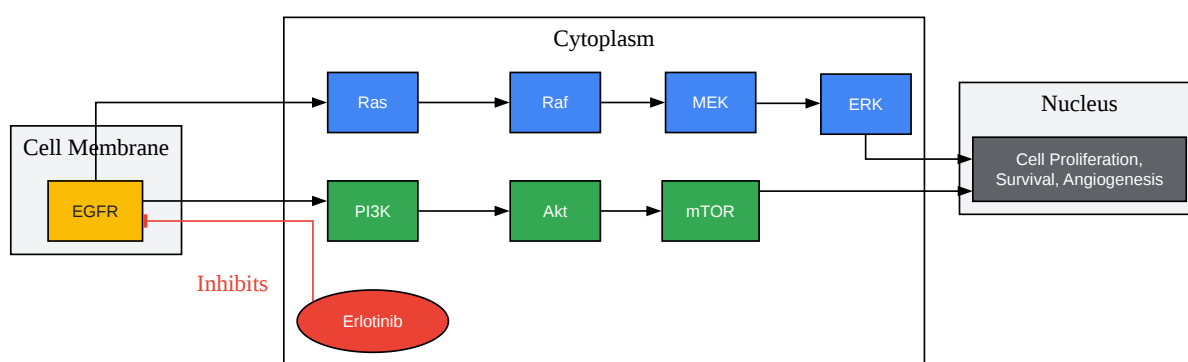 Cytoplasm
Ras
Raf
MEK
ERK
Nucleus
Cell Proliferation,
Survival, Angiogenesis
Cell Membrane
EGFR
PI3K
Akt
mTOR
Inhibits
Erlotinib